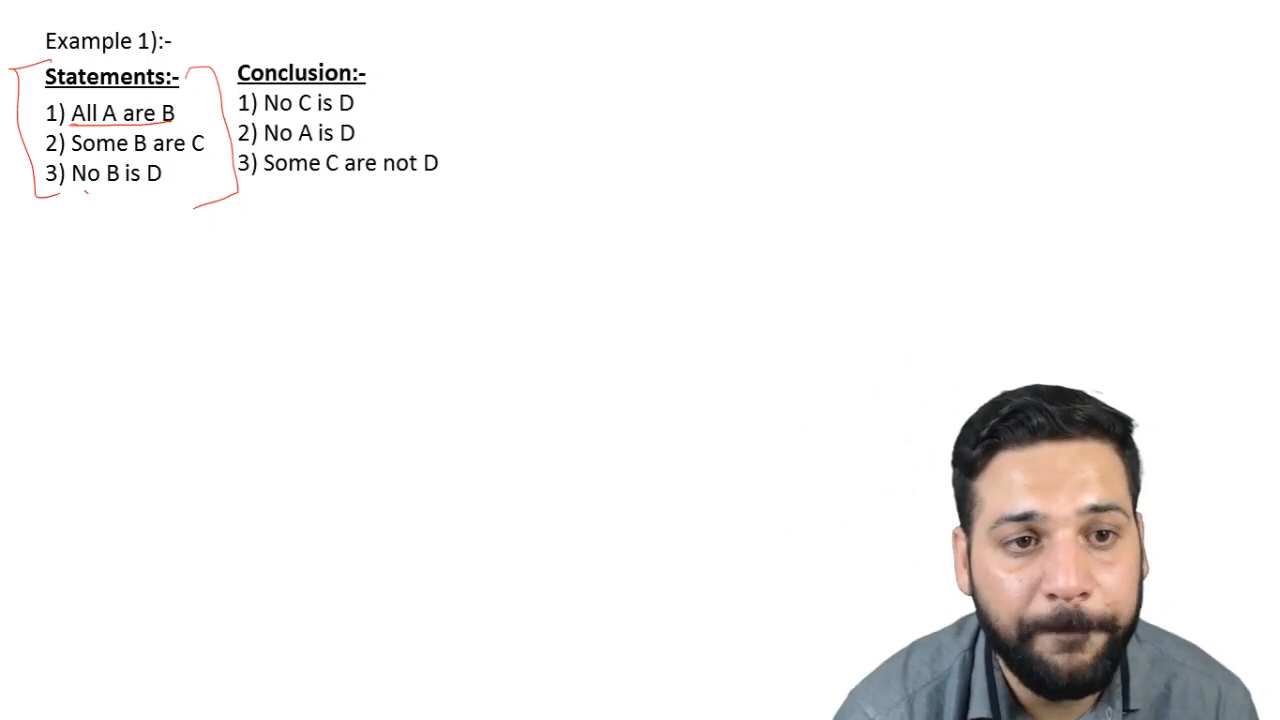 Example 1):-
Statements:-
1) All A are B
2) Some B are C
3) No B is D
Conclusion:-
1) No C is D
2) No A is D
3) Some C are not D